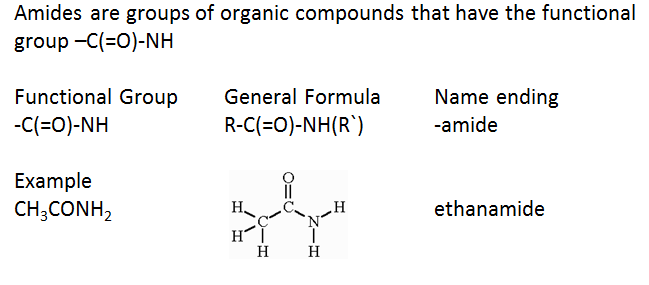 Amides are groups of organic compounds that have the functional
group –C(=O)-NH
Functional Group General Formula Name ending
-C(=O)-NH R-C(=O)-NH(R`) -amide
Example
CH₃CONH₂ ethanamide
O
H C H
C N
H
H H